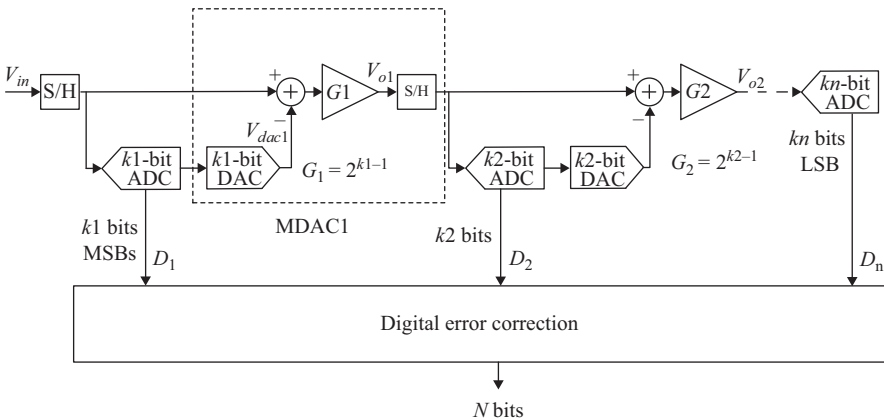 V_in
S/H
+
−
V_dac1
G1
V_o1
S/H
k1-bit
ADC
k1-bit
DAC
G_1 = 2^{k1−1}
MDAC1
k1 bits
MSBs
D_1
+
−
G2
V_o2
k2-bit
ADC
k2-bit
DAC
G_2 = 2^{k2−1}
k2 bits
D_2
kn-bit
ADC
kn bits
LSB
D_n
Digital error correction
N bits